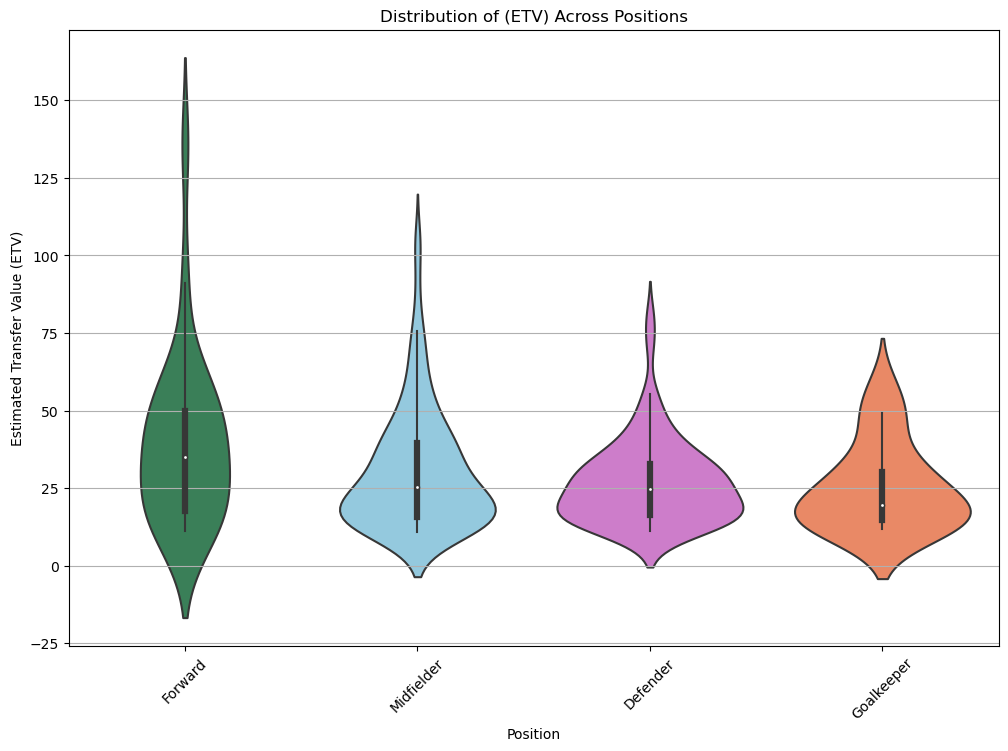 Distribution of (ETV) Across Positions
Estimated Transfer Value (ETV)
150
125
100
75
50
25
0
−25
Forward
Midfielder
Defender
Goalkeeper
Position